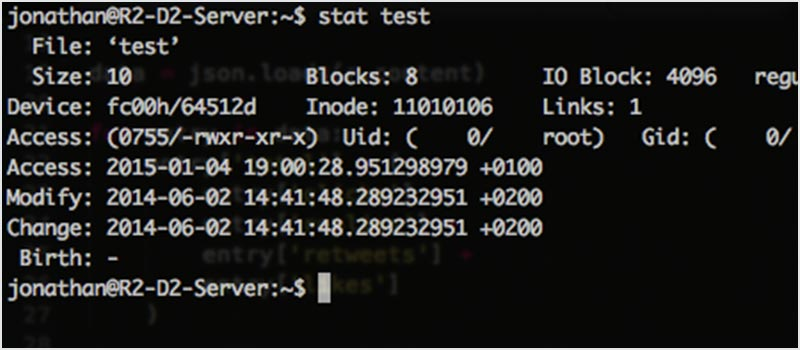 jonathan@R2-D2-Server:~$ stat test
File: ‘test’
Size: 10 Blocks: 8 IO Block: 4096 regu
Device: fc00h/64512d Inode: 11010106 Links: 1
Access: (0755/-rwxr-xr-x) Uid: ( 0/ root) Gid: ( 0/
Access: 2015-01-04 19:00:28.951298979 +0100
Modify: 2014-06-02 14:41:48.289232951 +0200
Change: 2014-06-02 14:41:48.289232951 +0200
Birth: -
jonathan@R2-D2-Server:~$